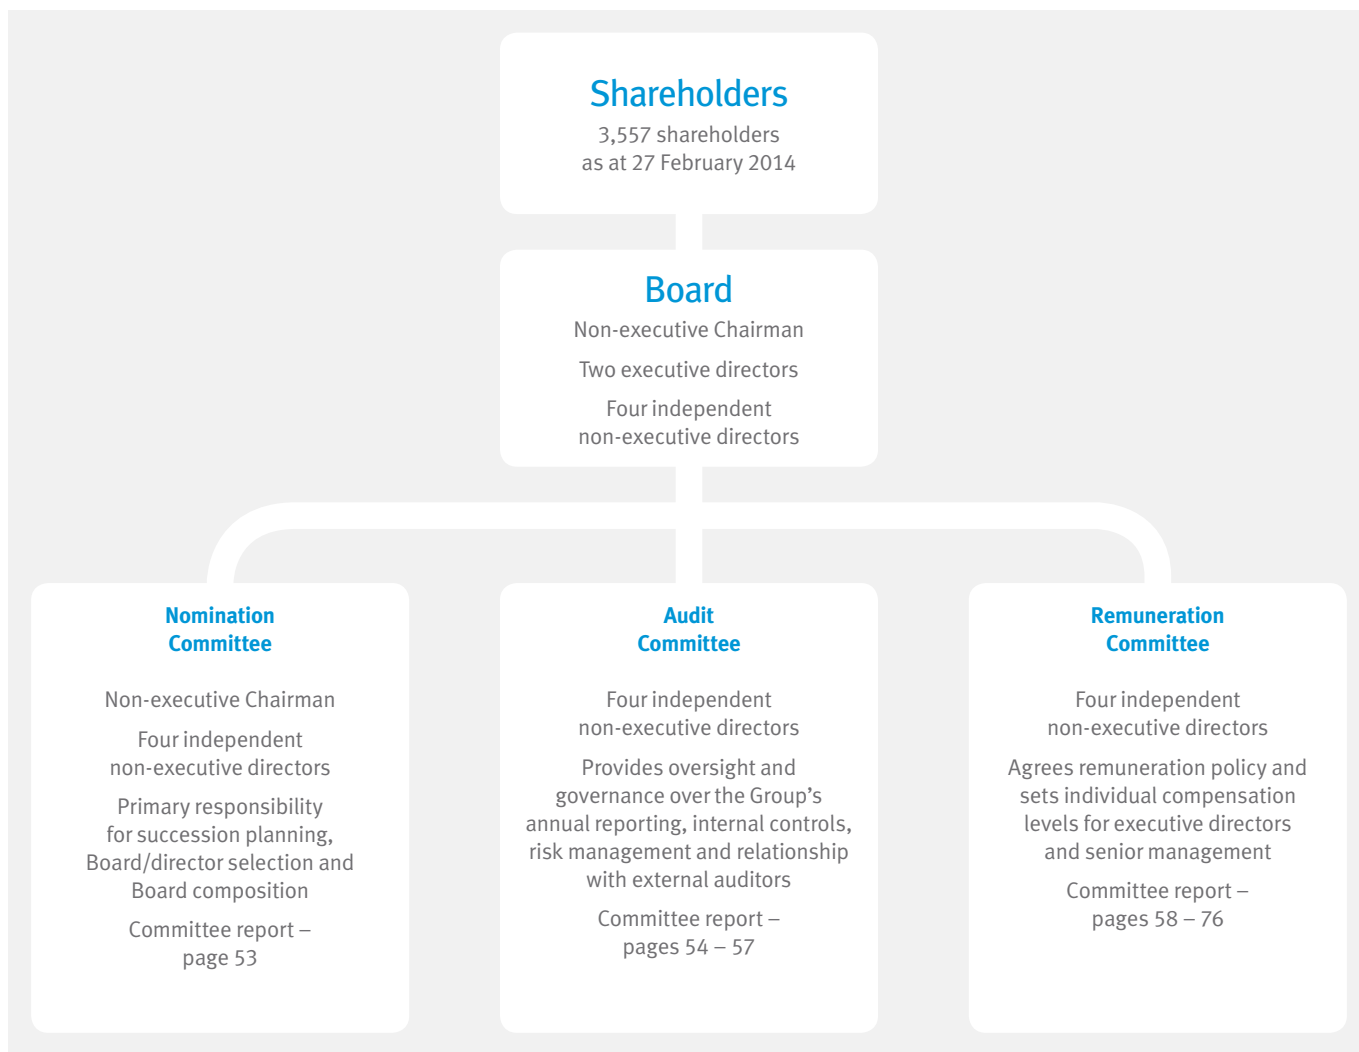 Shareholders
3,557 shareholders
as at 27 February 2014
Board
Non-executive Chairman
Two executive directors
Four independent
non-executive directors
Nomination
Committee
Non-executive Chairman
Four independent
non-executive directors
Primary responsibility
for succession planning,
Board/director selection and
Board composition
Committee report –
page 53
Audit
Committee
Four independent
non-executive directors
Provides oversight and
governance over the Group’s
annual reporting, internal controls,
risk management and relationship
with external auditors
Committee report –
pages 54 – 57
Remuneration
Committee
Four independent
non-executive directors
Agrees remuneration policy and
sets individual compensation
levels for executive directors
and senior management
Committee report –
pages 58 – 76